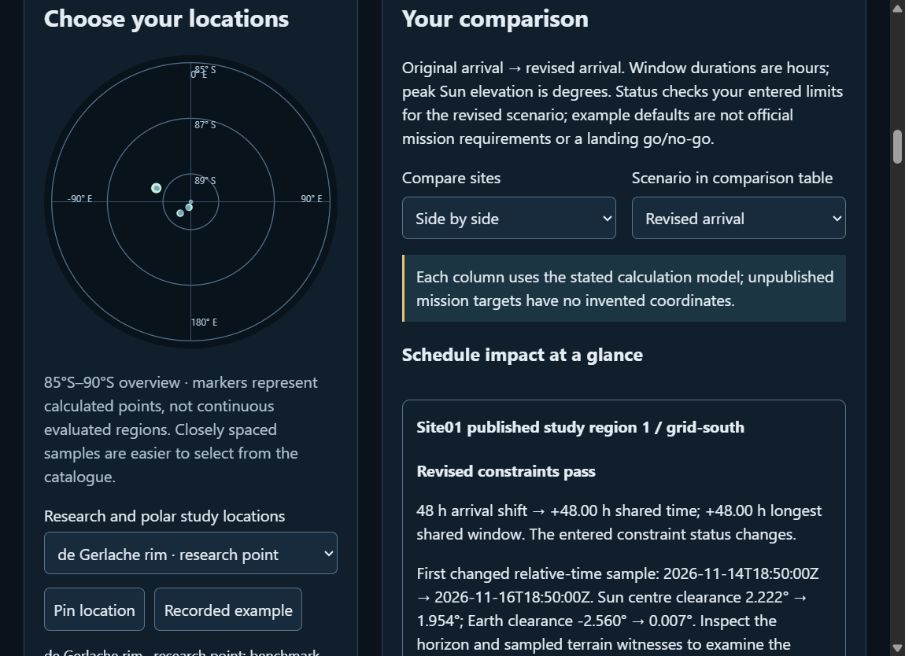 Choose your locations
85° S
0° E
87° S
89° S
-90° E
90° E
180° E
85°S–90°S overview · markers represent
calculated points, not continuous
evaluated regions. Closely spaced
samples are easier to select from the
catalogue.
Research and polar study locations
de Gerlache rim · research point
Pin location
Recorded example
de Gerlache rim · research point: benchmark
Your comparison
Original arrival → revised arrival. Window durations are hours;
peak Sun elevation is degrees. Status checks your entered limits
for the revised scenario; example defaults are not official
mission requirements or a landing go/no-go.
Compare sites
Scenario in comparison table
Side by side
Revised arrival
Each column uses the stated calculation model; unpublished
mission targets have no invented coordinates.
Schedule impact at a glance
Site01 published study region 1 / grid-south
Revised constraints pass
48 h arrival shift → +48.00 h shared time; +48.00 h longest
shared window. The entered constraint status changes.
First changed relative-time sample: 2026-11-14T18:50:00Z
→ 2026-11-16T18:50:00Z. Sun centre clearance 2.222° →
1.954°; Earth clearance -2.560° → 0.007°. Inspect the
horizon and sampled terrain witnesses to examine the